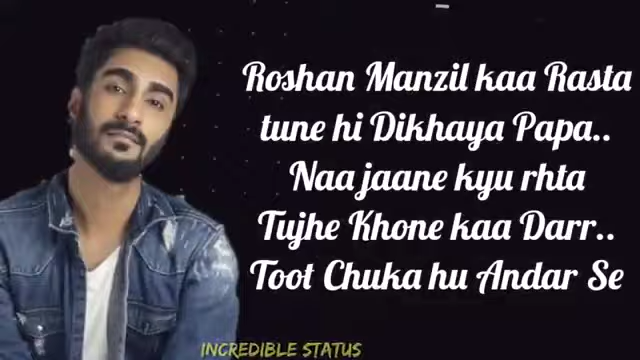 Roshan Manzil kaa Rasta
tune hi Dikhaya Papa..
Naa jaane kyu rhta
Tujhe Khone kaa Darr..
Toot Chuka hu Andar Se
INCREDIBLE STATUS